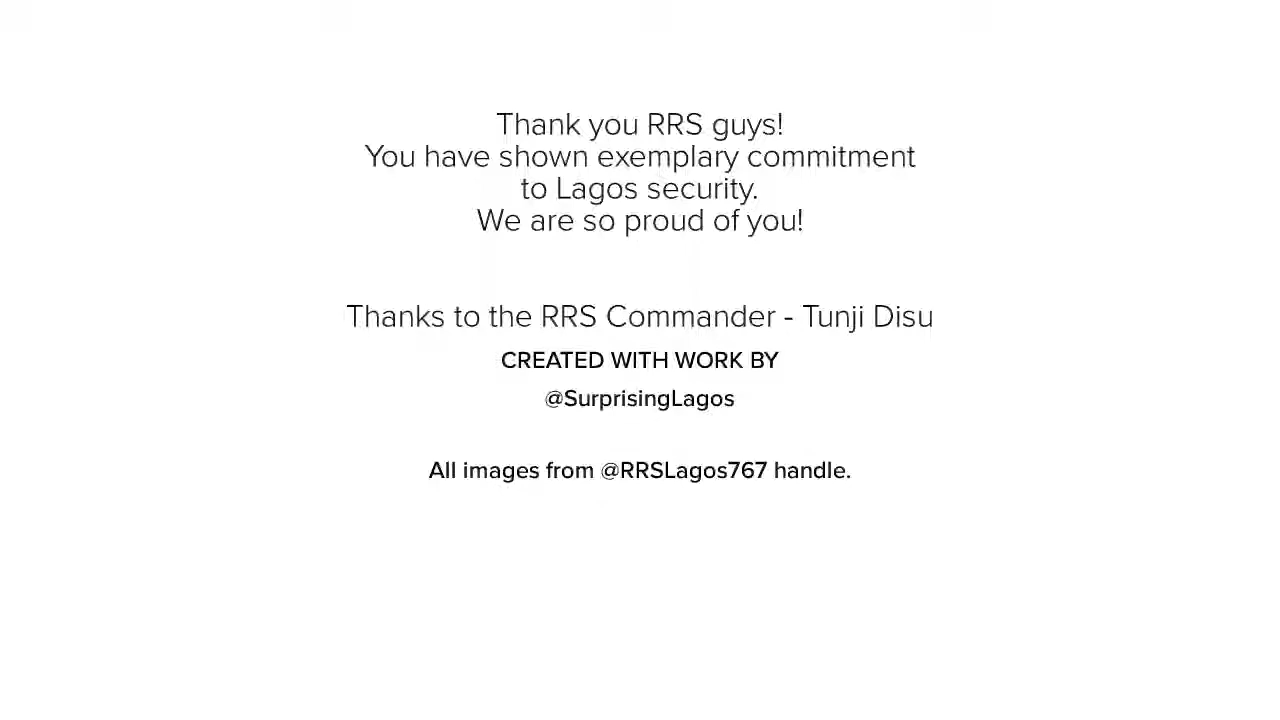 Thank you RRS guys!
You have shown exemplary commitment
to Lagos security.
We are so proud of you!
Thanks to the RRS Commander - Tunji Disu
CREATED WITH WORK BY
@SurprisingLagos
All images from @RRSLagos767 handle.